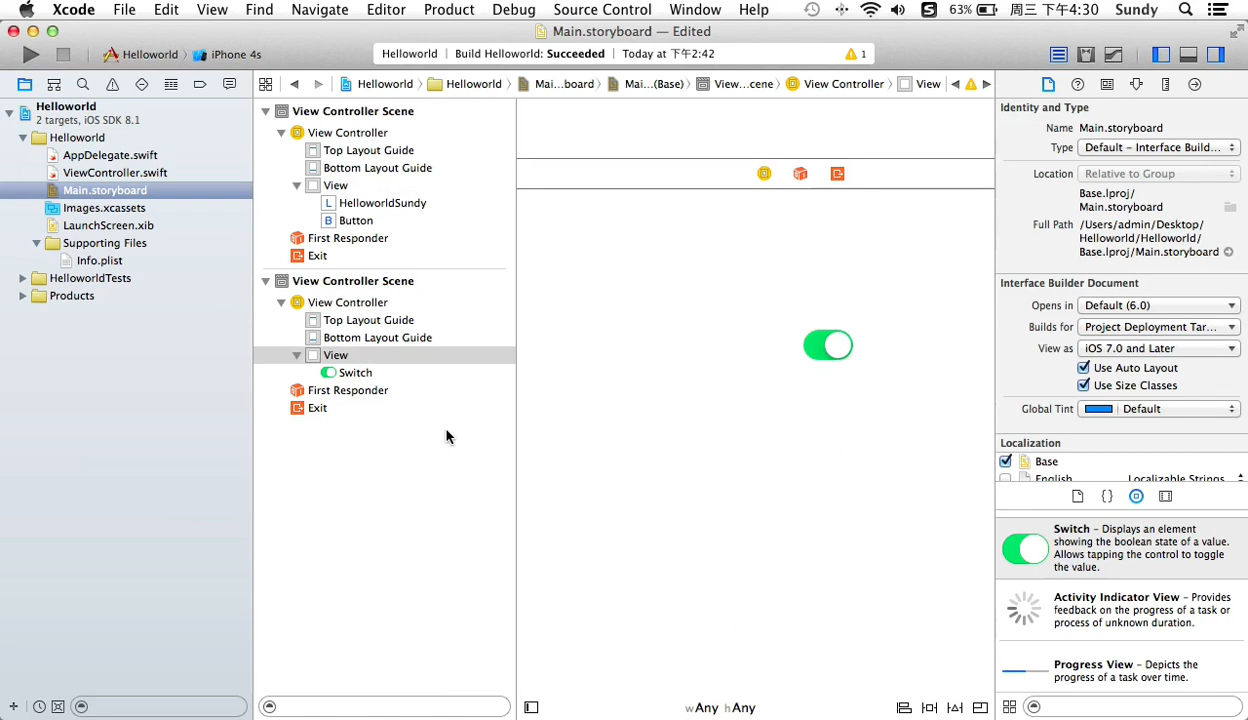 Xcode File Edit View Find Navigate Editor Product Debug Source Control Window Help 63% 周三 下午4:30 Sundy
Main.storyboard — Edited
Helloworld iPhone 4s
Helloworld Build Helloworld: Succeeded Today at 下午2:42 1
Helloworld Helloworld Mai...board Mai...(Base) View...cene View Controller View
Helloworld
2 targets, iOS SDK 8.1
Helloworld
AppDelegate.swift
ViewController.swift
Main.storyboard
Images.xcassets
LaunchScreen.xib
Supporting Files
Info.plist
HelloworldTests
Products
View Controller Scene
View Controller
Top Layout Guide
Bottom Layout Guide
View
L HelloworldSundy
B Button
First Responder
Exit
View Controller Scene
View Controller
Top Layout Guide
Bottom Layout Guide
View
Switch
First Responder
Exit
wAny hAny
Identity and Type
Name Main.storyboard
Type Default – Interface Build...
Location Relative to Group
Base.lproj/
Main.storyboard
Full Path /Users/admin/Desktop/
Helloworld/Helloworld/
Base.lproj/Main.storyboard
Interface Builder Document
Opens in Default (6.0)
Builds for Project Deployment Tar...
View as iOS 7.0 and Later
Use Auto Layout
Use Size Classes
Global Tint Default
Localization
Base
English Localizable Strings
{}
Switch – Displays an element
showing the boolean state of a value.
Allows tapping the control to toggle
the value.
Activity Indicator View – Provides
feedback on the progress of a task or
process of unknown duration.
Progress View – Depicts the
progress of a task over time.